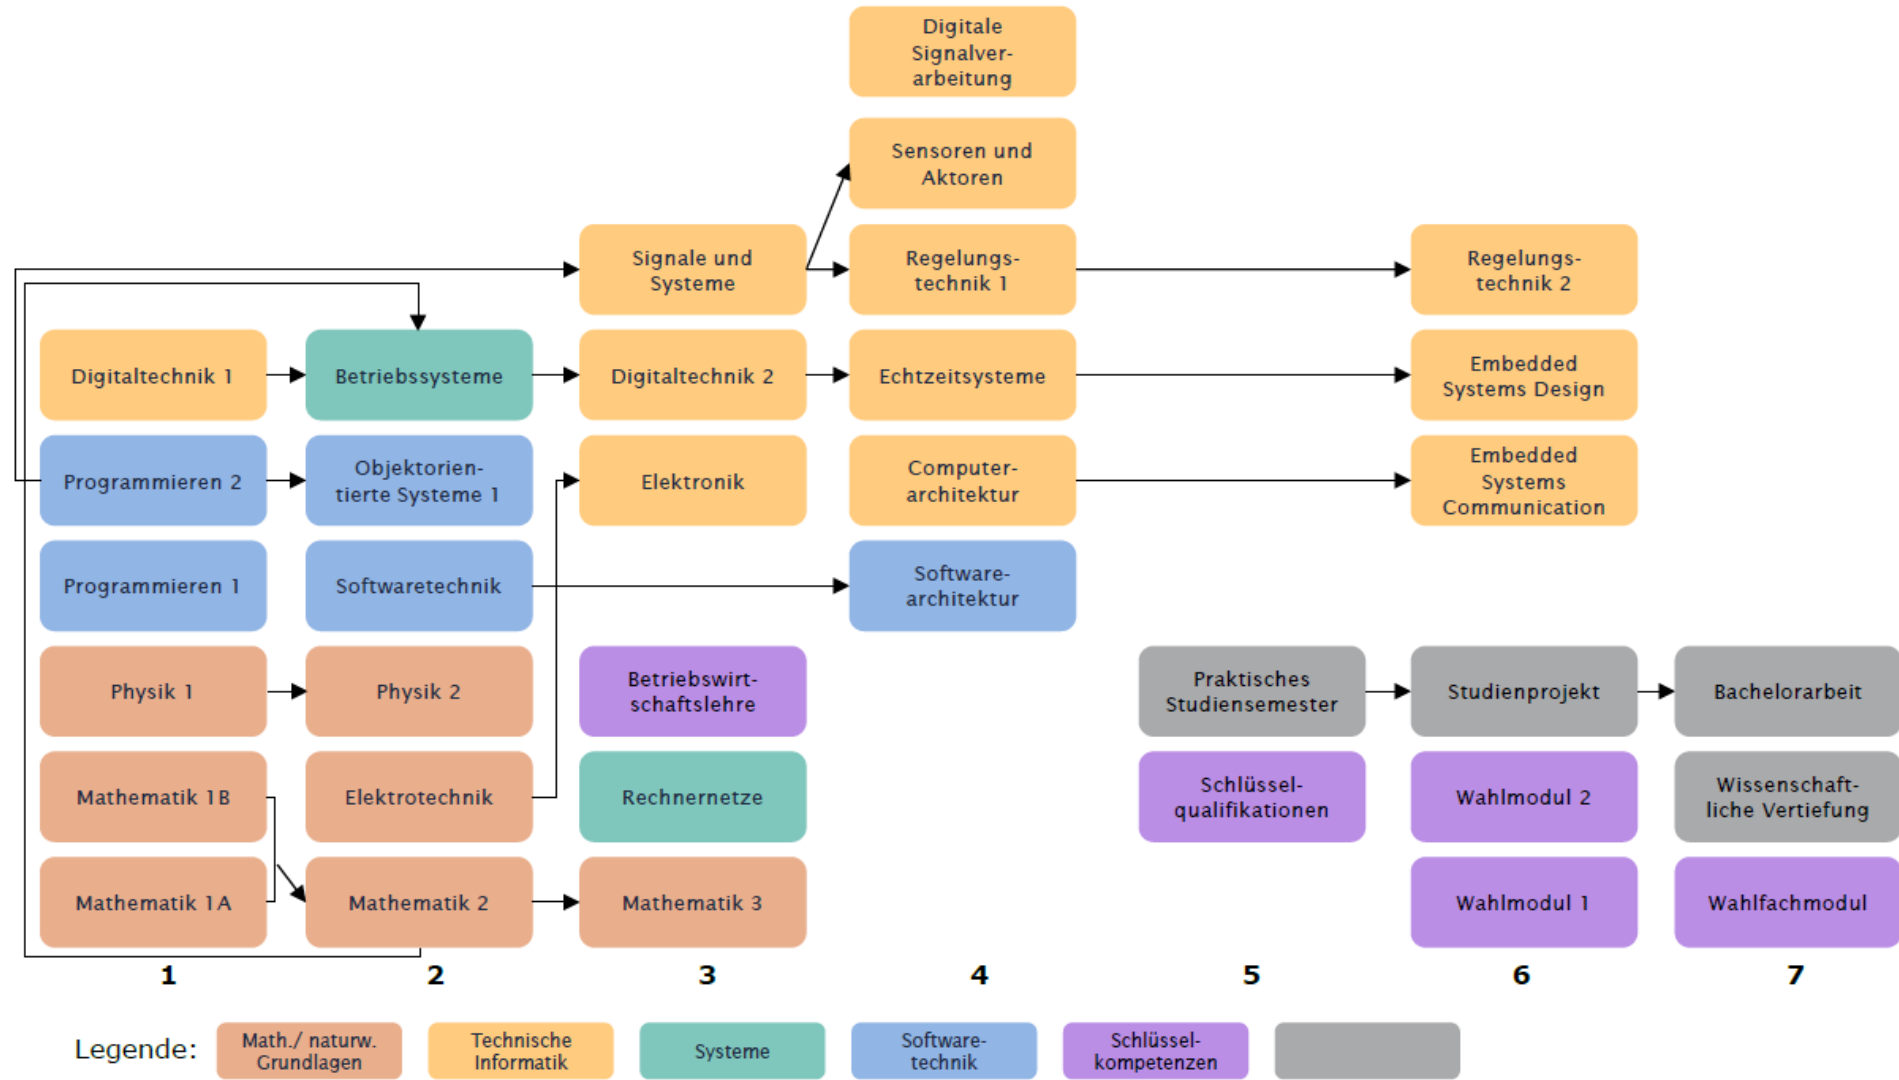 Digitale
Signalver-
arbeitung
Sensoren und
Aktoren
Signale und
Systeme
Regelungs-
technik 1
Regelungs-
technik 2
Digitaltechnik 1
Betriebssysteme
Digitaltechnik 2
Echtzeitsysteme
Embedded
Systems Design
Programmieren 2
Objektorien-
tierte Systeme 1
Elektronik
Computer-
architektur
Embedded
Systems
Communication
Programmieren 1
Softwaretechnik
Software-
architektur
Physik 1
Physik 2
Betriebswirt-
schaftslehre
Praktisches
Studiensemester
Studienprojekt
Bachelorarbeit
Mathematik 1B
Elektrotechnik
Rechnernetze
Schlüssel-
qualifikationen
Wahlmodul 2
Wissenschaft-
liche Vertiefung
Mathematik 1A
Mathematik 2
Mathematik 3
Wahlmodul 1
Wahlfachmodul
1
2
3
4
5
6
7
Legende:
Math./ naturw.
Grundlagen
Technische
Informatik
Systeme
Software-
technik
Schlüssel-
kompetenzen